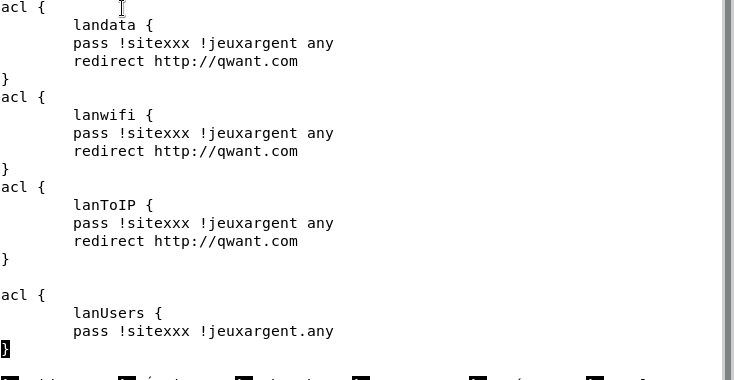 acl {
        landata {
        pass !sitexxx !jeuxargent any
        redirect http://qwant.com
}
acl {
        lanwifi {
        pass !sitexxx !jeuxargent any
        redirect http://qwant.com
}
acl {
        lanToIP {
        pass !sitexxx !jeuxargent any
        redirect http://qwant.com
}
acl {
        lanUsers {
        pass !sitexxx !jeuxargent.any
}